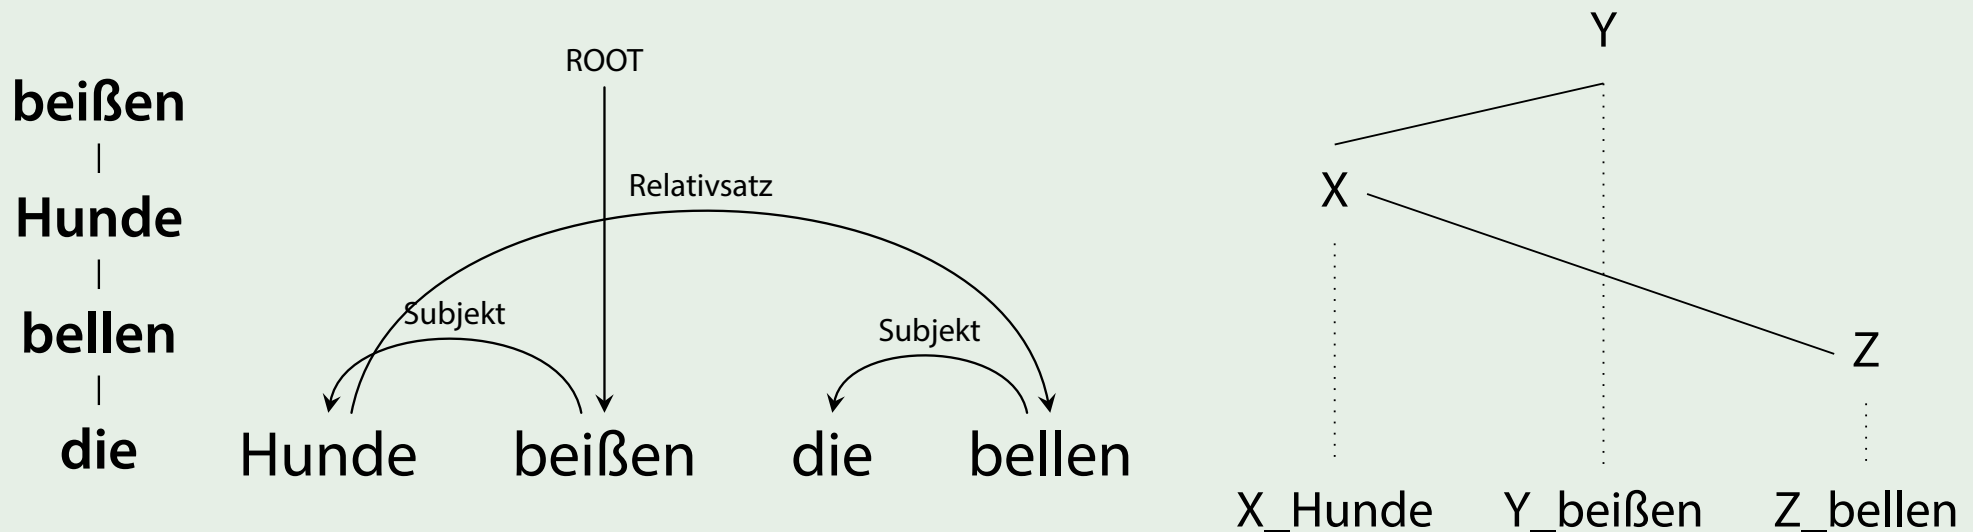 beißen
Hunde
bellen
die
ROOT
Relativsatz
Subjekt
Subjekt
Hunde beißen die bellen
Y
X
Z
X_Hunde Y_beißen Z_bellen